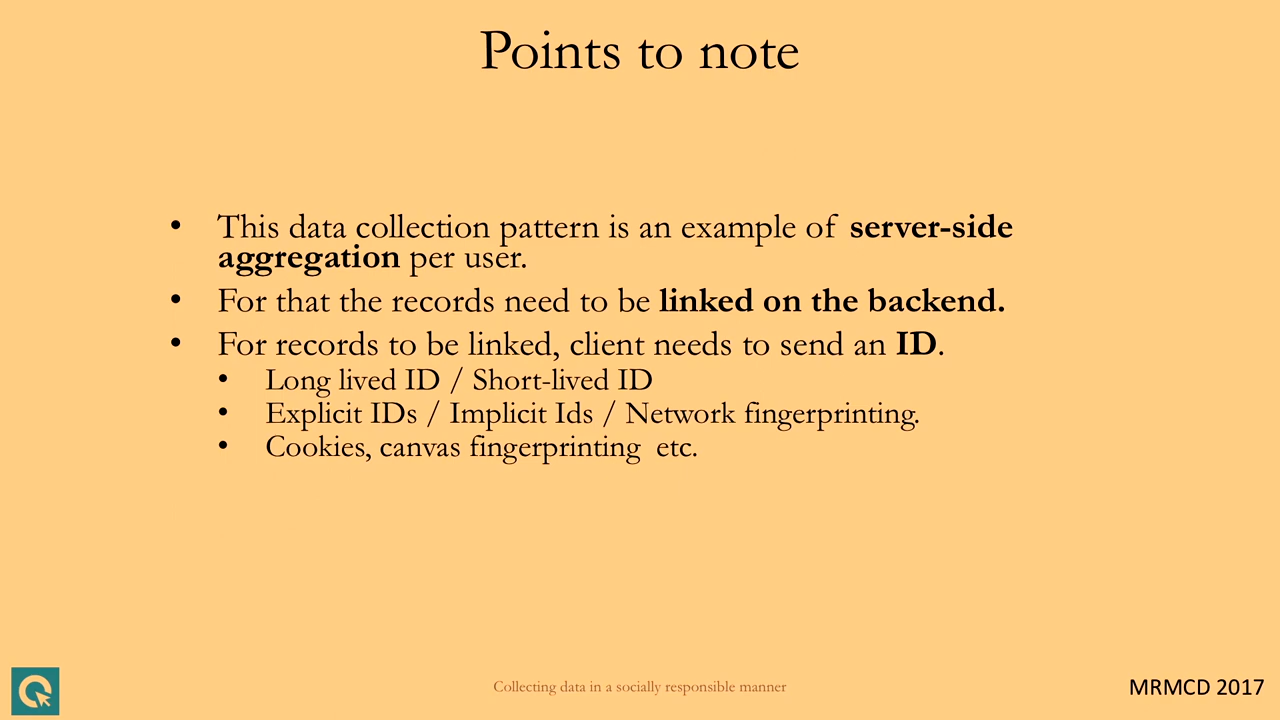 Points to note
• This data collection pattern is an example of server-side
aggregation per user.
• For that the records need to be linked on the backend.
• For records to be linked, client needs to send an ID.
• Long lived ID / Short-lived ID
• Explicit IDs / Implicit Ids / Network fingerprinting.
• Cookies, canvas fingerprinting  etc.
Collecting data in a socially responsible manner
MRMCD 2017